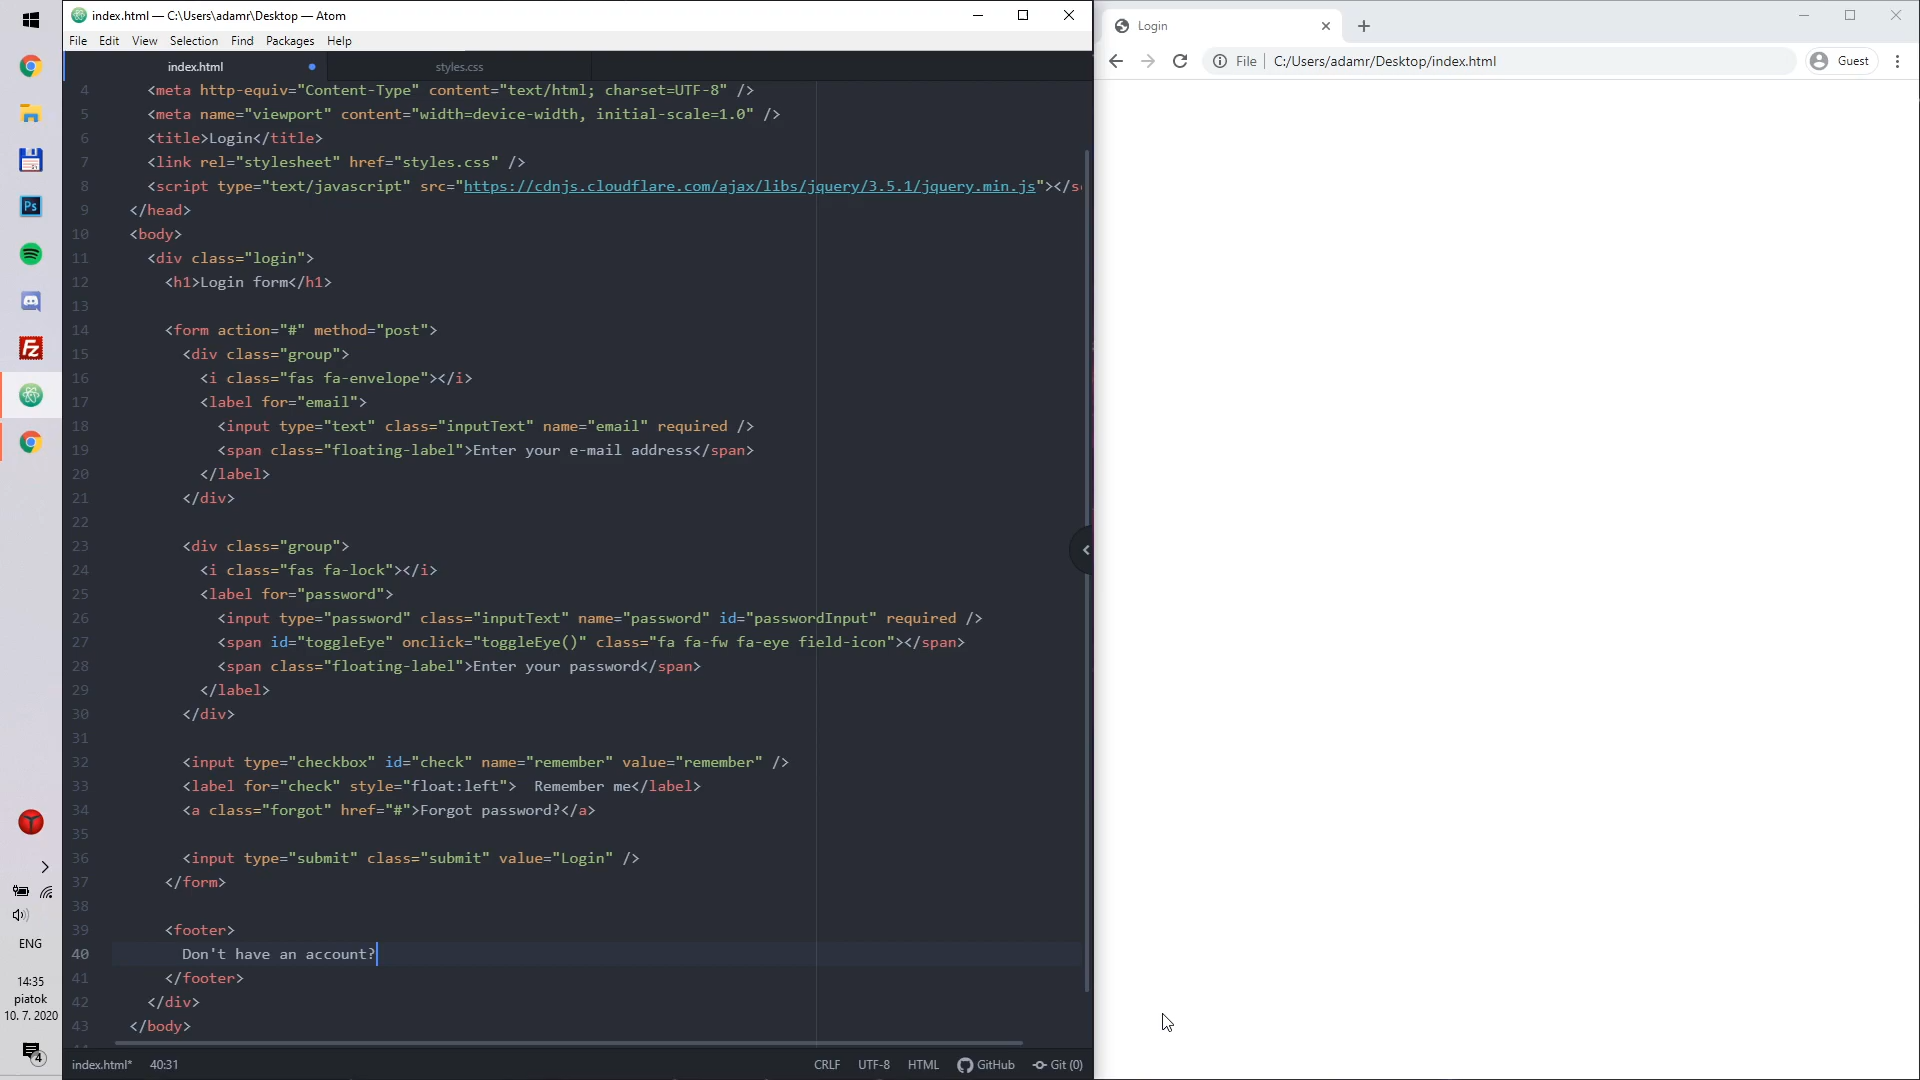 index.html — C:\Users\adamr\Desktop — Atom
File Edit View Selection Find Packages Help
index.html
styles.css
4 <meta http-equiv="Content-Type" content="text/html; charset=UTF-8" />
5 <meta name="viewport" content="width=device-width, initial-scale=1.0" />
6 <title>Login</title>
7 <link rel="stylesheet" href="styles.css" />
8 <script type="text/javascript" src="https://cdnjs.cloudflare.com/ajax/libs/jquery/3.5.1/jquery.min.js"></s
9 </head>
10 <body>
11 <div class="login">
12 <h1>Login form</h1>
13
14 <form action="#" method="post">
15 <div class="group">
16 <i class="fas fa-envelope"></i>
17 <label for="email">
18 <input type="text" class="inputText" name="email" required />
19 <span class="floating-label">Enter your e-mail address</span>
20 </label>
21 </div>
22
23 <div class="group">
24 <i class="fas fa-lock"></i>
25 <label for="password">
26 <input type="password" class="inputText" name="password" id="passwordInput" required />
27 <span id="toggleEye" onclick="toggleEye()" class="fa fa-fw fa-eye field-icon"></span>
28 <span class="floating-label">Enter your password</span>
29 </label>
30 </div>
31
32 <input type="checkbox" id="check" name="remember" value="remember" />
33 <label for="check" style="float:left">  Remember me</label>
34 <a class="forgot" href="#">Forgot password?</a>
35
36 <input type="submit" class="submit" value="Login" />
37 </form>
38
39 <footer>
40 Don't have an account?
41 </footer>
42 </div>
43 </body>
index.html* 40:31
CRLF UTF-8 HTML GitHub Git (0)
Login
File C:/Users/adamr/Desktop/index.html
Guest
Ps
Fz
ENG
14:35
piatok
10. 7. 2020
4